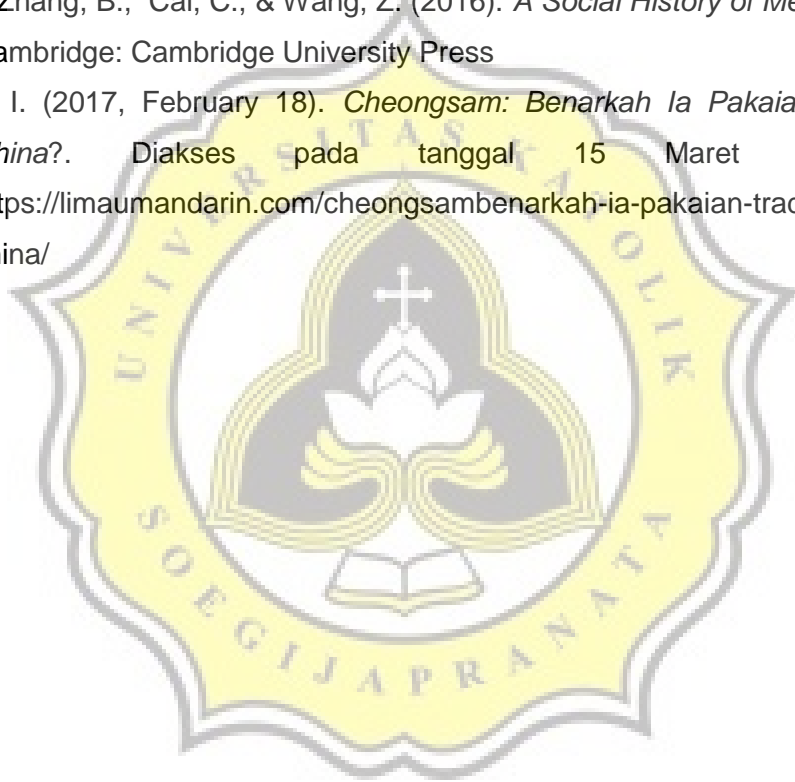 Zhang, B., Cai, C., & Wang, Z. (2016). A Social History of Me
ambridge: Cambridge University Press
I. (2017, February 18). Cheongsam: Benarkah Ia Pakaia
hina?. Diakses pada tanggal 15 Maret
tps://limaumandarin.com/cheongsambenarkah-ia-pakaian-trad
hina/
UNIVERSITAS KATOLIK
SOEGIJAPRANATA